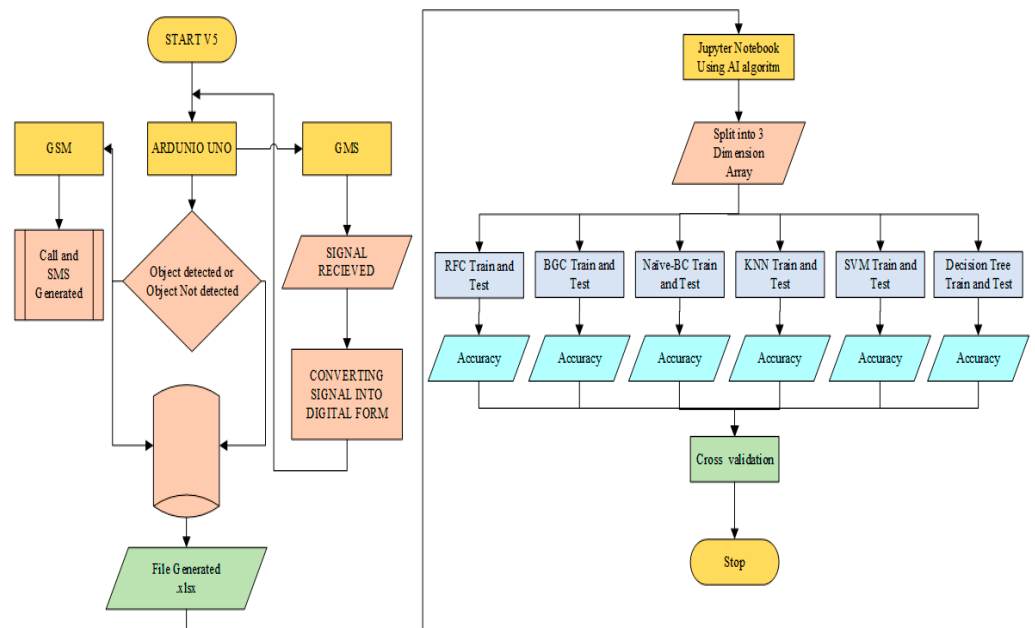 START V5
GSM
ARDUNIO UNO
GMS
Call and
SMS
Generated
Object detected or
Object Not detected
SIGNAL
RECIEVED
CONVERTING
SIGNAL INTO
DIGITAL FORM
File Generated
.xlsx
Jupyter Notebook
Using AI algoritm
Split into 3
Dimension
Array
RFC Train and
Test
BGC Train and
Test
Naïve-BC Train
and Test
KNN Train and
Test
SVM Train and
Test
Decision Tree
Train and Test
Accuracy
Accuracy
Accuracy
Accuracy
Accuracy
Accuracy
Cross validation
Stop